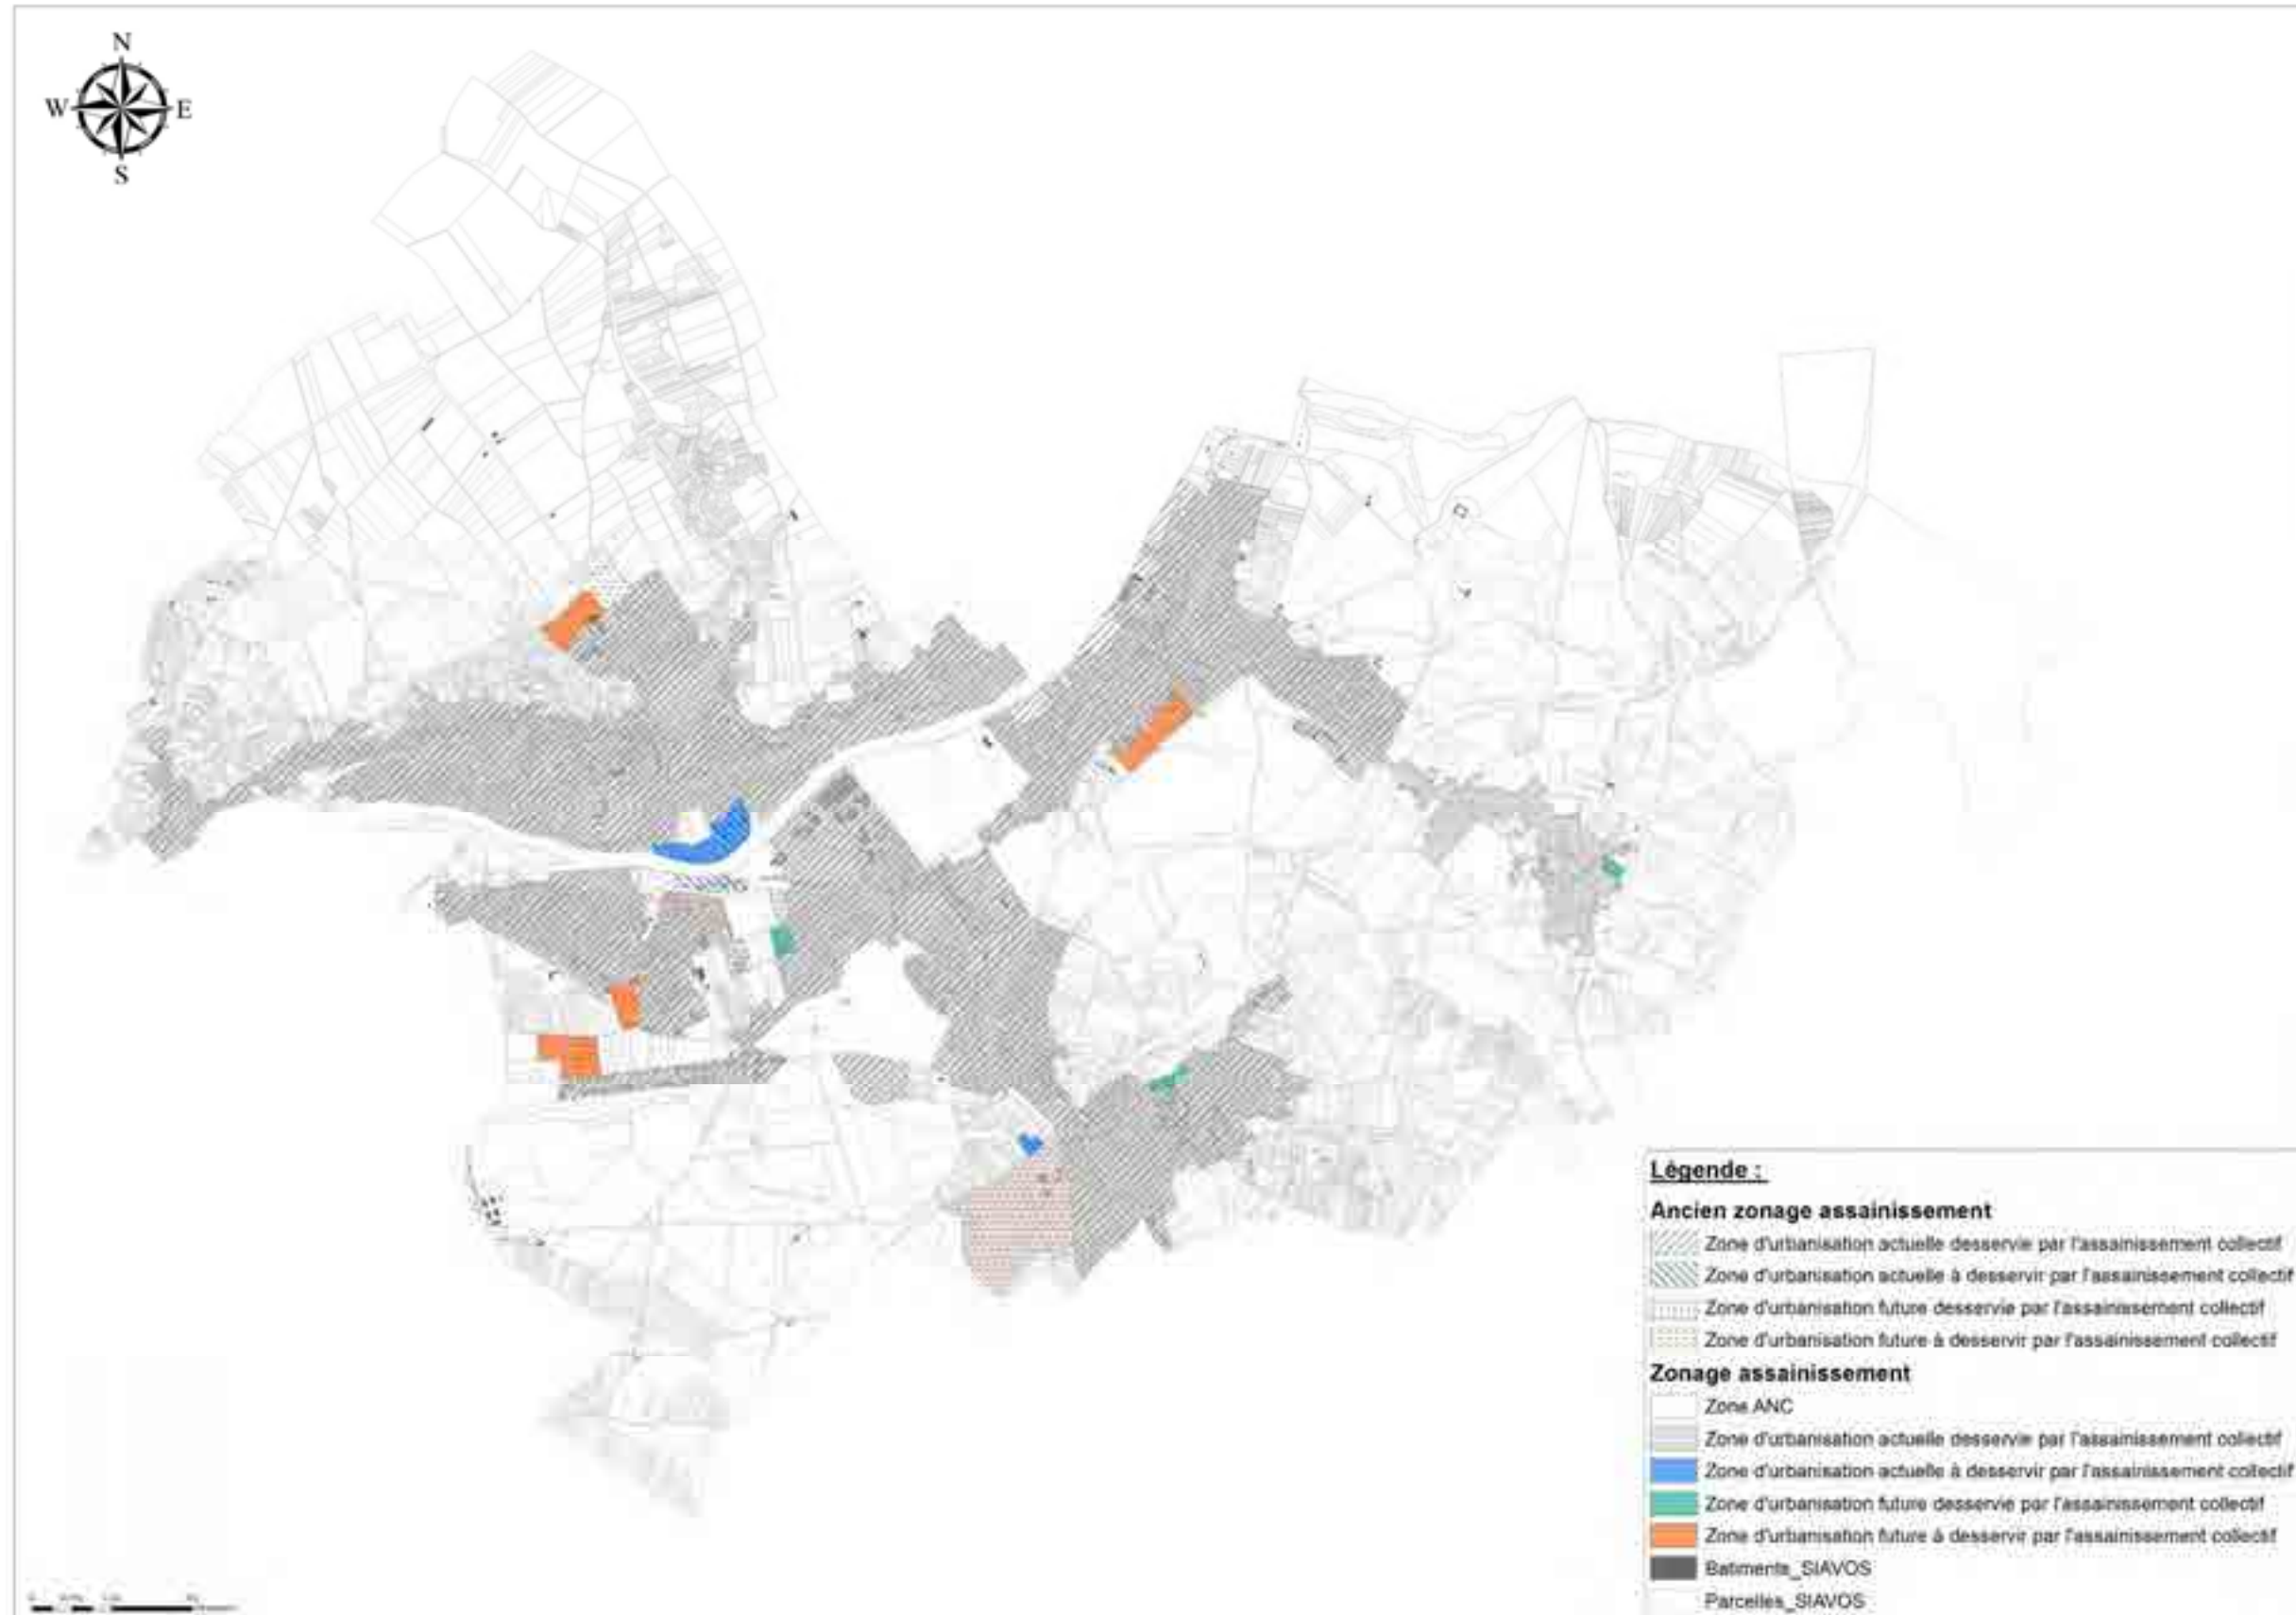 N
W E
S
Légende :
Ancien zonage assainissement
Zone d'urbanisation actuelle desservie par l'assainissement collectif
Zone d'urbanisation actuelle à desservir par l'assainissement collectif
Zone d'urbanisation future desservie par l'assainissement collectif
Zone d'urbanisation future à desservir par l'assainissement collectif
Zonage assainissement
Zone ANC
Zone d'urbanisation actuelle desservie par l'assainissement collectif
Zone d'urbanisation actuelle à desservir par l'assainissement collectif
Zone d'urbanisation future desservie par l'assainissement collectif
Zone d'urbanisation future à desservir par l'assainissement collectif
Batiments_SIAVOS
Parcelles_SIAVOS